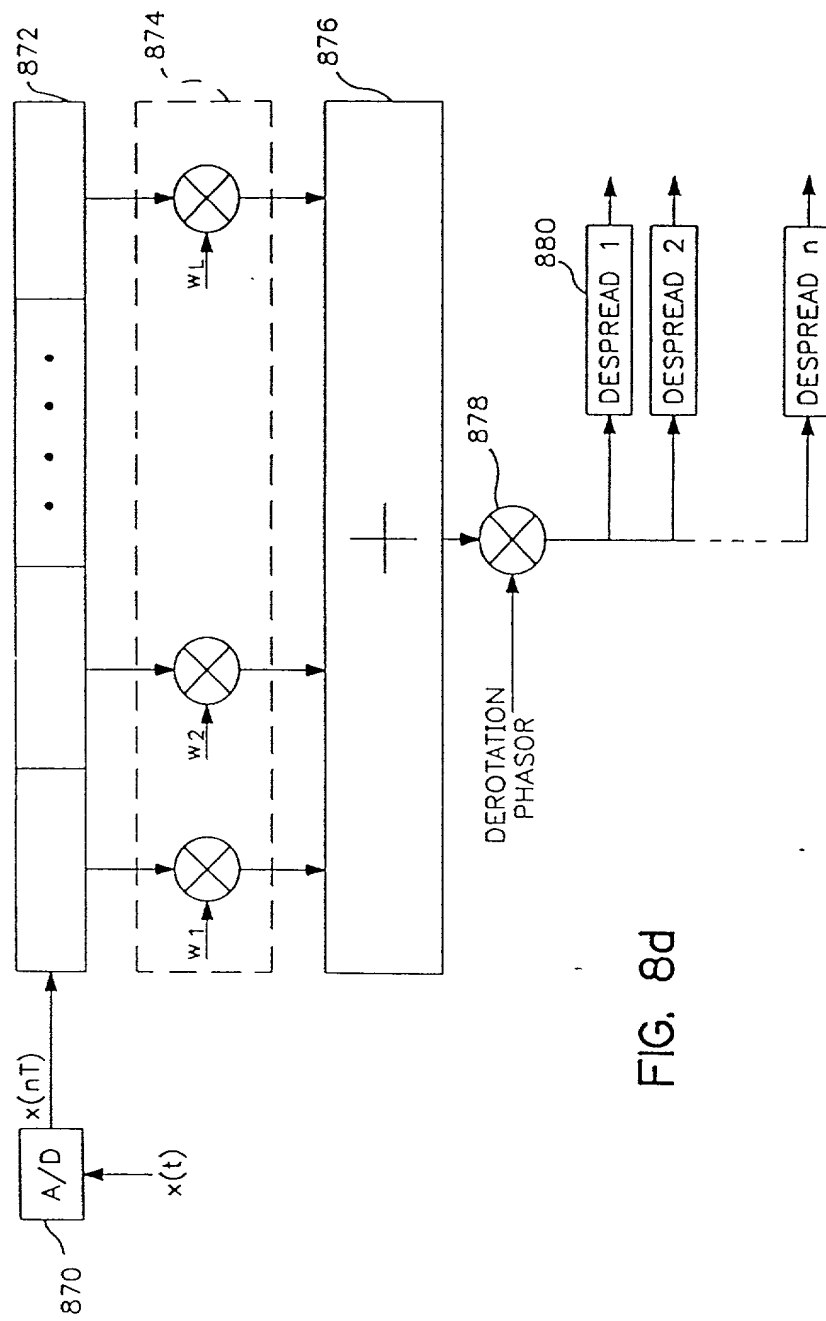 872
874
876
w1
w2
wL
x(nT)
A/D
x(t)
870
878
DEROTATION
PHASOR
880
DESPREAD 1
DESPREAD 2
DESPREAD n
FIG. 8d